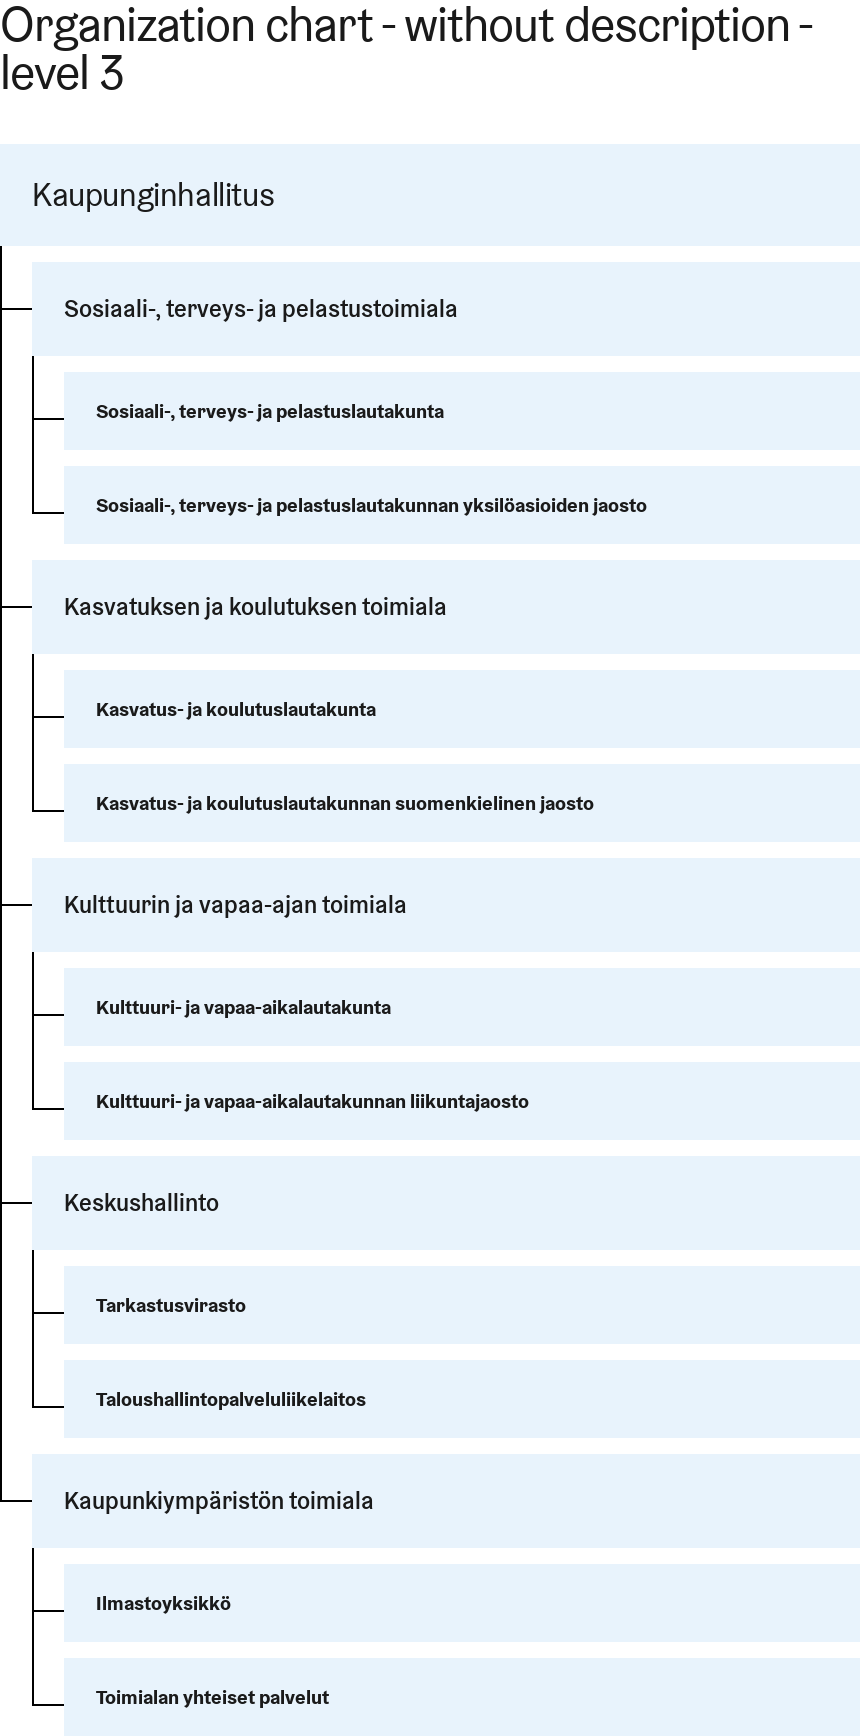 Organization chart - without description -
level 3
Kaupunginhallitus
Sosiaali-, terveys- ja pelastustoimiala
Sosiaali-, terveys- ja pelastuslautakunta
Sosiaali-, terveys- ja pelastuslautakunnan yksilöasioiden jaosto
Kasvatuksen ja koulutuksen toimiala
Kasvatus- ja koulutuslautakunta
Kasvatus- ja koulutuslautakunnan suomenkielinen jaosto
Kulttuurin ja vapaa-ajan toimiala
Kulttuuri- ja vapaa-aikalautakunta
Kulttuuri- ja vapaa-aikalautakunnan liikuntajaosto
Keskushallinto
Tarkastusvirasto
Taloushallintopalveluliikelaitos
Kaupunkiympäristön toimiala
Ilmastoyksikkö
Toimialan yhteiset palvelut